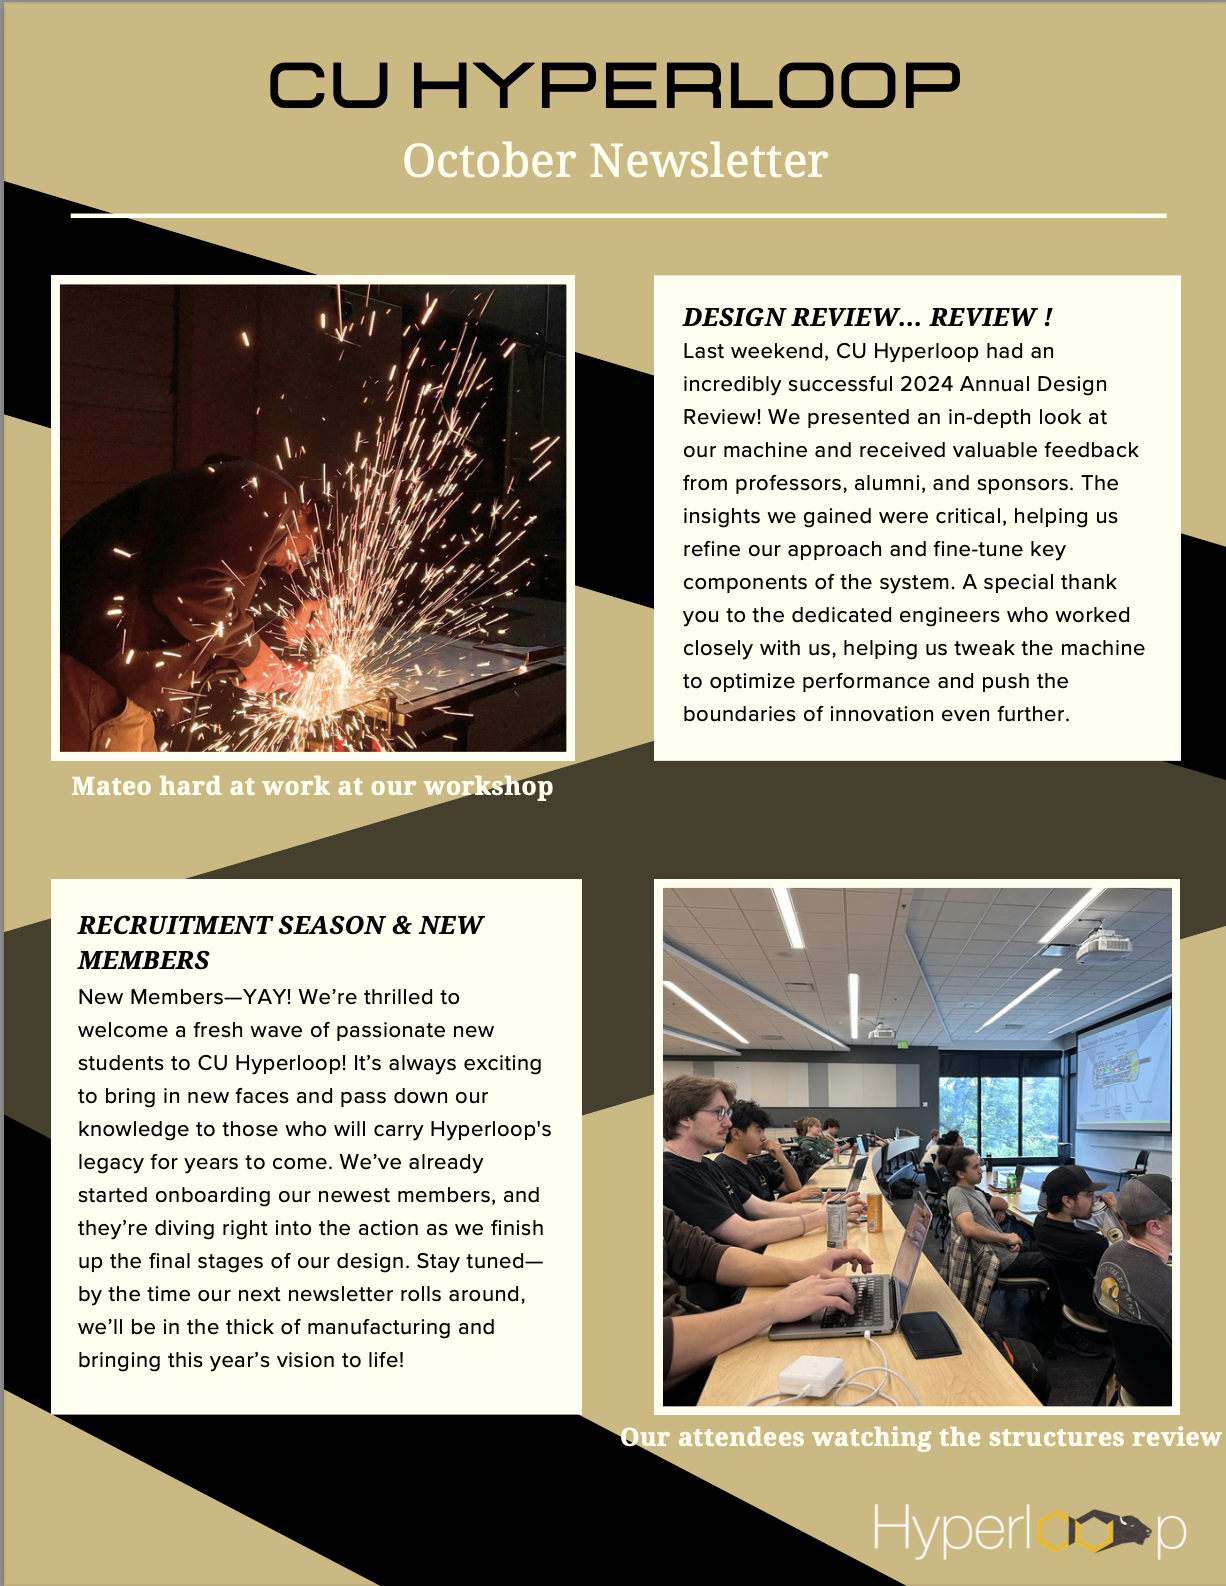 CU HYPERLOOP
October Newsletter
DESIGN REVIEW... REVIEW !
Last weekend, CU Hyperloop had an
incredibly successful 2024 Annual Design
Review! We presented an in-depth look at
our machine and received valuable feedback
from professors, alumni, and sponsors. The
insights we gained were critical, helping us
refine our approach and fine-tune key
components of the system. A special thank
you to the dedicated engineers who worked
closely with us, helping us tweak the machine
to optimize performance and push the
boundaries of innovation even further.
Mateo hard at work at our workshop
RECRUITMENT SEASON & NEW
MEMBERS
New Members—YAY! We’re thrilled to
welcome a fresh wave of passionate new
students to CU Hyperloop! It’s always exciting
to bring in new faces and pass down our
knowledge to those who will carry Hyperloop's
legacy for years to come. We’ve already
started onboarding our newest members, and
they’re diving right into the action as we finish
up the final stages of our design. Stay tuned—
by the time our next newsletter rolls around,
we’ll be in the thick of manufacturing and
bringing this year’s vision to life!
Our attendees watching the structures review
Hyperloop